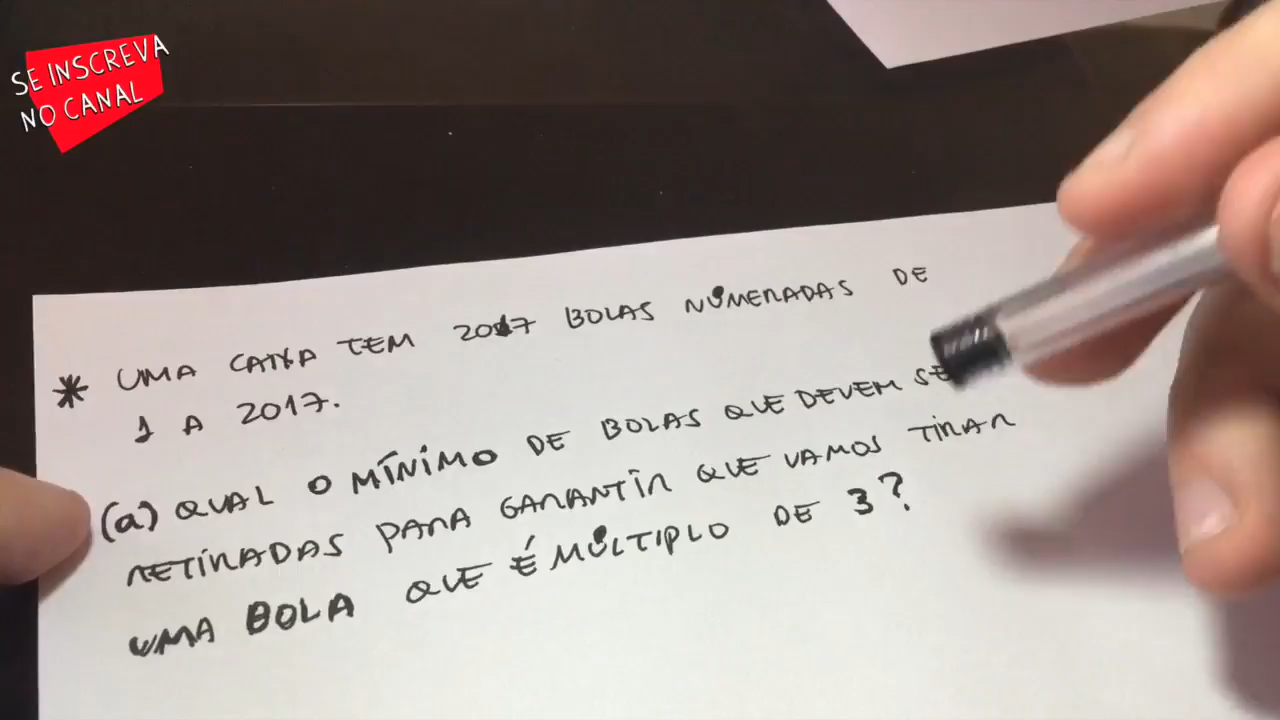 SE INSCREVA
NO CANAL
* UMA CAIXA TEM 2017 BOLAS NUMERADAS DE
1 A 2017.
(a) QUAL O MÍNIMO DE BOLAS QUE DEVEM SE
RETIRADAS PARA GARANTIR QUE VAMOS TIRAR
UMA BOLA QUE É MÚLTIPLO DE 3?